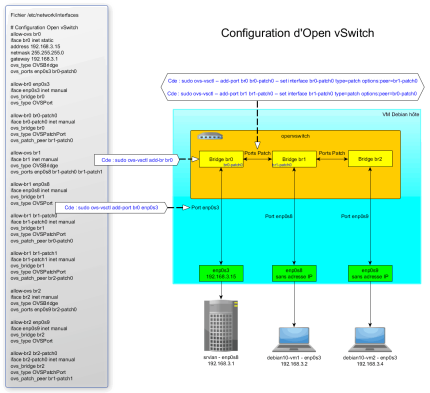 Fichier /etc/network/interfaces
# Configuration Open vSwitch
allow-ovs br0
iface br0 inet static
address 192.168.3.15
netmask 255.255.255.0
gateway 192.168.3.1
ovs_type OVSBridge
ovs_ports enp0s3 br0-patch0
allow-br0 enp0s3
iface enp0s3 inet manual
ovs_bridge br0
ovs_type OVSPort
allow-br0 br0-patch0
iface br0-patch0 inet manual
ovs_bridge br0
ovs_type OVSPatchPort
ovs_patch_peer br1-patch0
allow-ovs br1
iface br1 inet manual
ovs_type OVSBridge
ovs_ports enp0s8 br1-patch0 br1-patch1
allow-br1 enp0s8
iface enp0s8 inet manual
ovs_bridge br1
ovs_type OVSPort
allow-br1 br1-patch0
iface br1-patch0 inet manual
ovs_bridge br1
ovs_type OVSPatchPort
ovs_patch_peer br0-patch0
allow-br1 br1-patch1
iface br1-patch1 inet manual
ovs_bridge br1
ovs_type OVSPatchPort
ovs_patch_peer br2-patch0
allow-ovs br2
iface br2 inet manual
ovs_type OVSBridge
ovs_ports enp0s9 br2-patch0
allow-br2 enp0s9
iface enp0s9 inet manual
ovs_bridge br2
ovs_type OVSPort
allow-br2 br2-patch0
iface br2-patch0 inet manual
ovs_bridge br2
ovs_type OVSPatchPort
ovs_patch_peer br1-patch1
Configuration d'Open vSwitch
Cde : sudo ovs-vsctl -- add-port br0 br0-patch0 -- set interface br0-patch0 type=patch options:peer=br1-patch0
Cde : sudo ovs-vsctl -- add-port br1 br1-patch0 -- set interface br1-patch0 type=patch options:peer=br0-patch0
VM Debian hôte
openvswitch
Ports Patch
Ports Patch
Cde : sudo ovs-vsctl add-br br0
Bridge br0
br0-patch0
Bridge br1
br1-patch0
Bridge br2
Cde : sudo ovs-vsctl add-port br0 enp0s3
Port enp0s3
Port enp0s8
Port enp0s9
enp0s3
192.168.3.15
enp0s8
sans adresse IP
enp0s9
sans adresse IP
srvlan - enp0s8
192.168.3.1
debian10-vm1 - enp0s3
192.168.3.2
debian10-vm2 - enp0s3
192.168.3.4